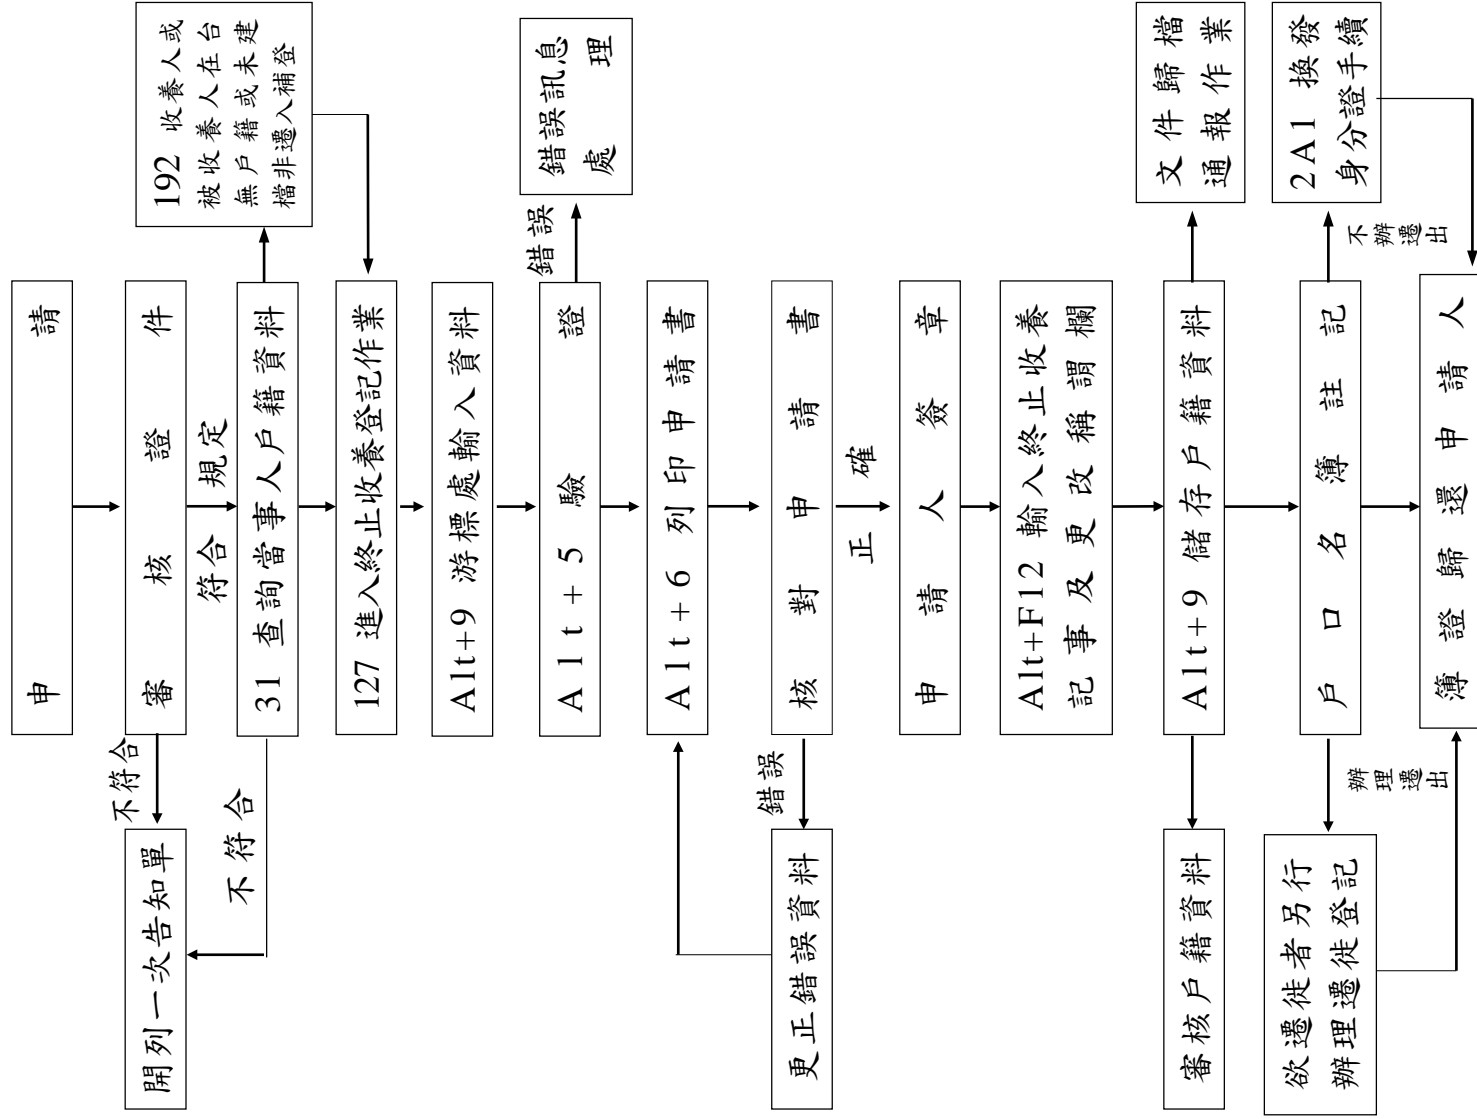 申請
審核證件
不符合
開列一次告知單
符合規定
31 查詢當事人戶籍資料
不符合
192 收養人或
被收養人在台
無戶籍或未建
檔非遷入補登
127 進入終止收養登記作業
Alt+9 游標處輸入資料
Alt+5 驗證
錯誤
錯誤訊息
處理
Alt+6 列印申請書
核對申請書
錯誤
更正錯誤資料
正確
申請人簽章
Alt+F12 輸入終止收養
記事及更改稱謂欄
Alt+9 儲存戶籍資料
審核戶籍資料
文件歸檔
通報作業
戶口名簿註記
辦理遷出
欲遷徙者另行
辦理遷徙登記
不辦遷出
2A1 換發
身分證手續
簿證歸還申請人